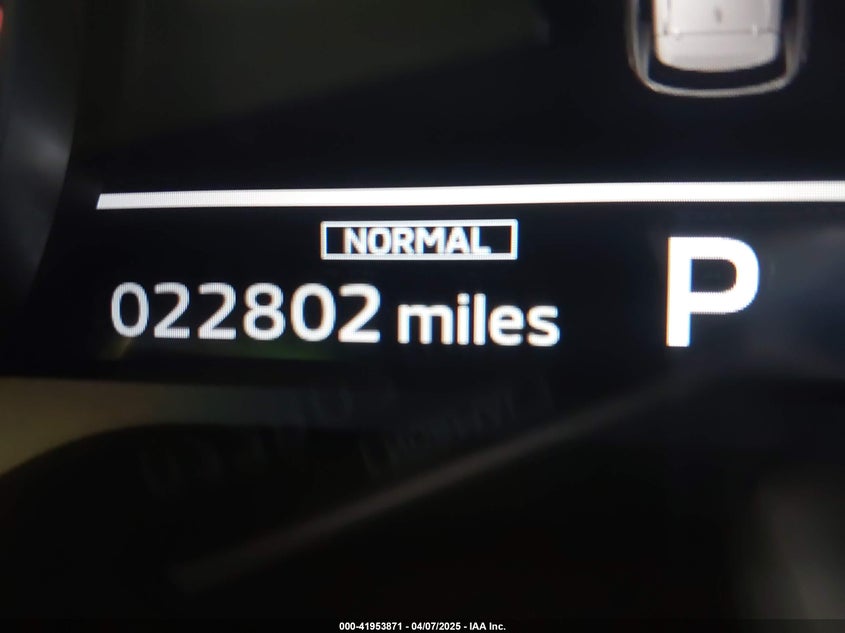 NORMAL
022802 miles
P
000-41953871 - 04/07/2025 - IAA Inc.